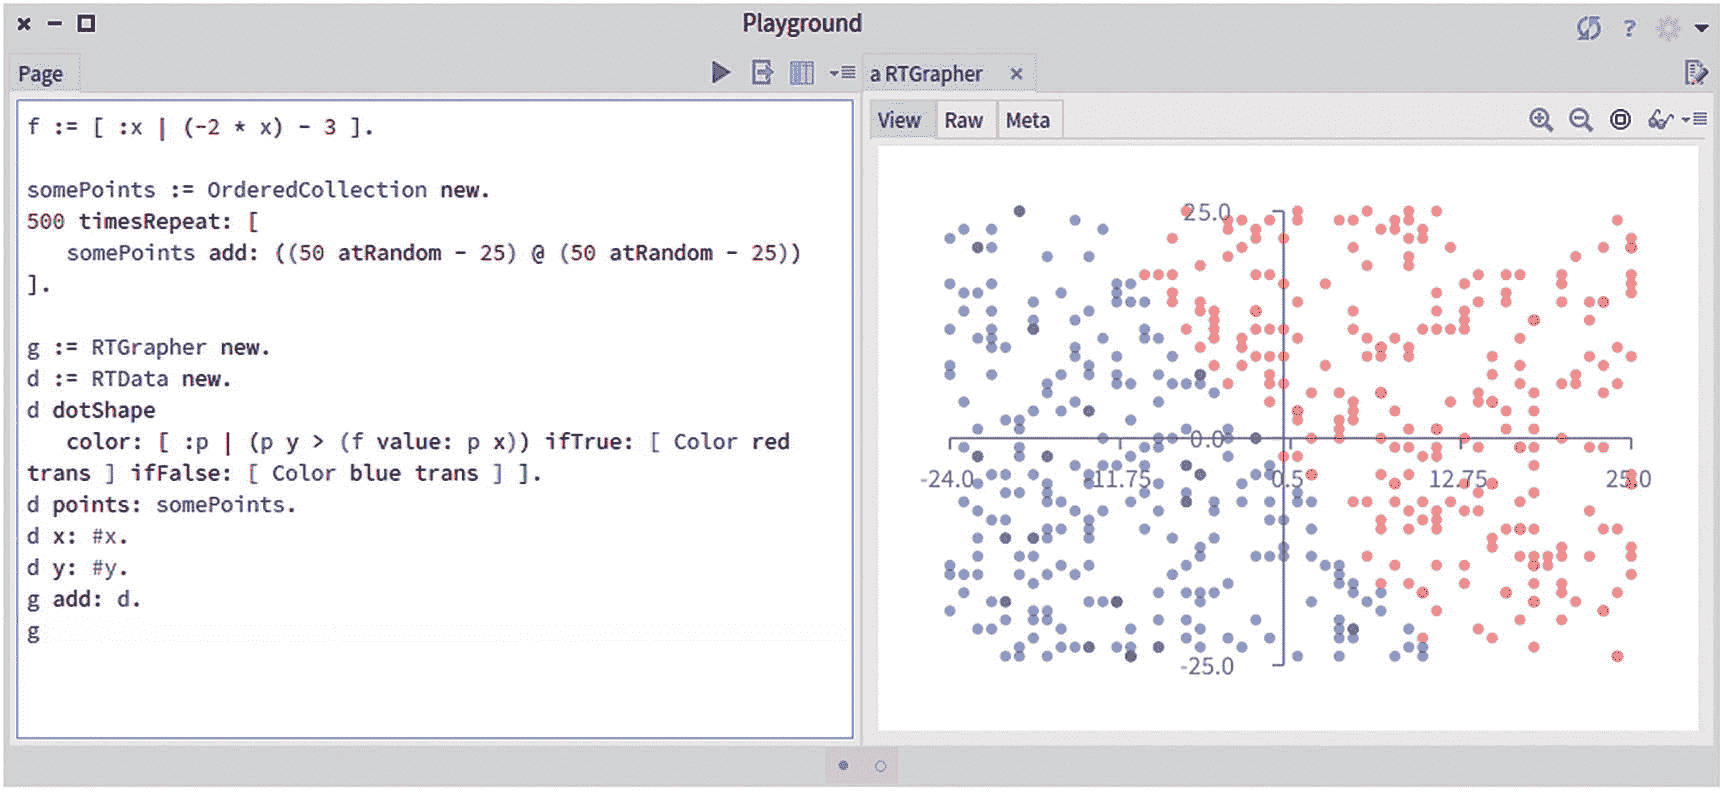 Playground
?
Page
a RTGrapher
f := [ :x | (-2 * x) - 3 ].
somePoints := OrderedCollection new.
500 timesRepeat: [
somePoints add: ((50 atRandom - 25) @ (50 atRandom - 25))
].
g := RTGrapher new.
d := RTData new.
d dotShape
color: [ :p | (p y > (f value: p x)) ifTrue: [ Color red
trans ] ifFalse: [ Color blue trans ] ].
d points: somePoints.
d x: #x.
d y: #y.
g add: d.
g
View Raw Meta
25.0
0.0
-24.0 -11.75 0.5 12.75 25.0
-25.0